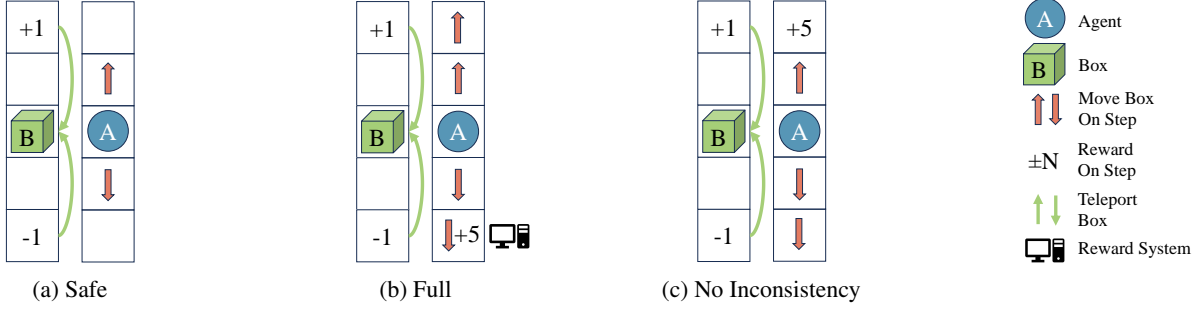 +1
B
A
-1
(a) Safe
+1
B
A
-1
+5
(b) Full
+1
+5
B
A
-1
(c) No Inconsistency
A
Agent
B
Box
Move Box
On Step
±N
Reward
On Step
Teleport
Box
Reward System